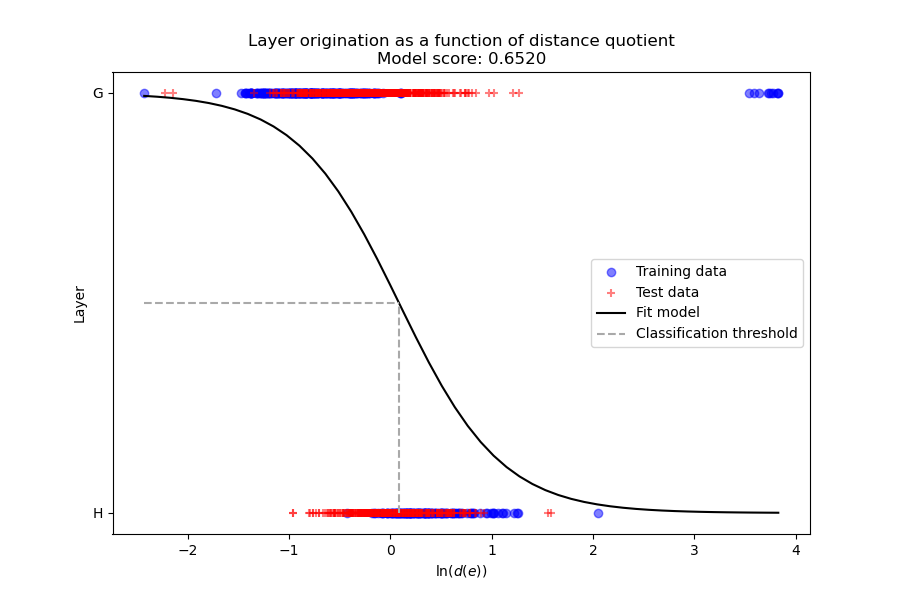 Layer origination as a function of distance quotient
Model score: 0.6520
G
Layer
Training data
Test data
Fit model
Classification threshold
H
−2
−1
0
1
2
3
4
ln(d(e))